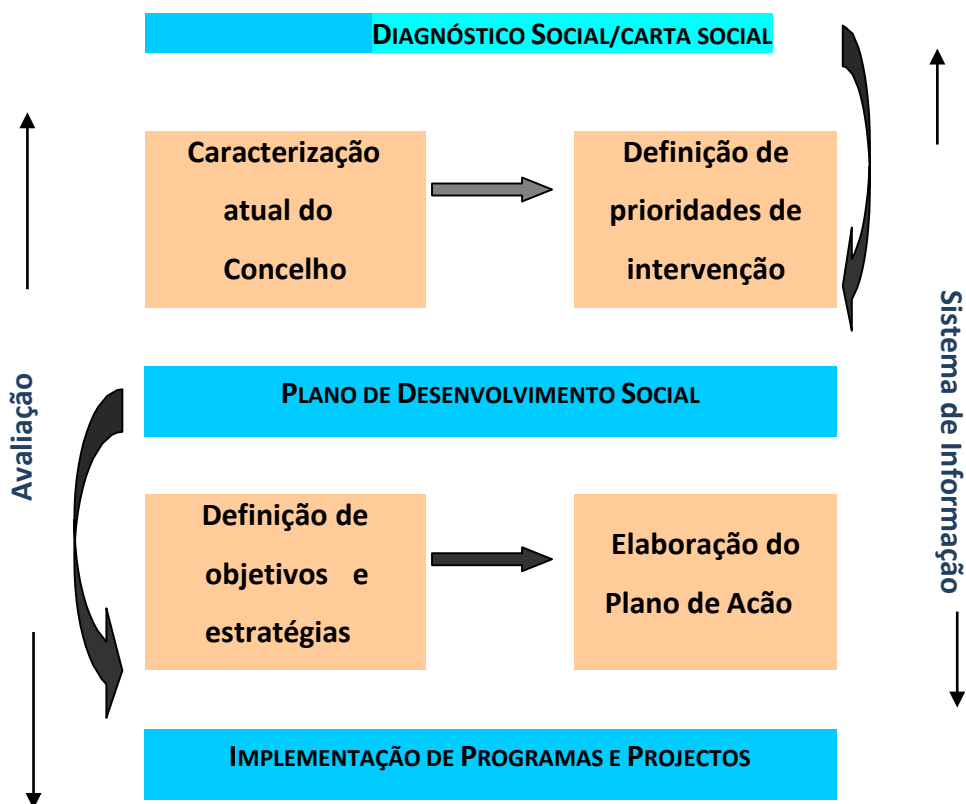 DIAGNÓSTICO SOCIAL/CARTA SOCIAL
Caracterização
atual do
Concelho
Definição de
prioridades de
intervenção
Avaliação
Sistema de Informação
PLANO DE DESENVOLVIMENTO SOCIAL
Definição de
objetivos e
estratégias
Elaboração do
Plano de Acão
IMPLEMENTAÇÃO DE PROGRAMAS E PROJECTOS